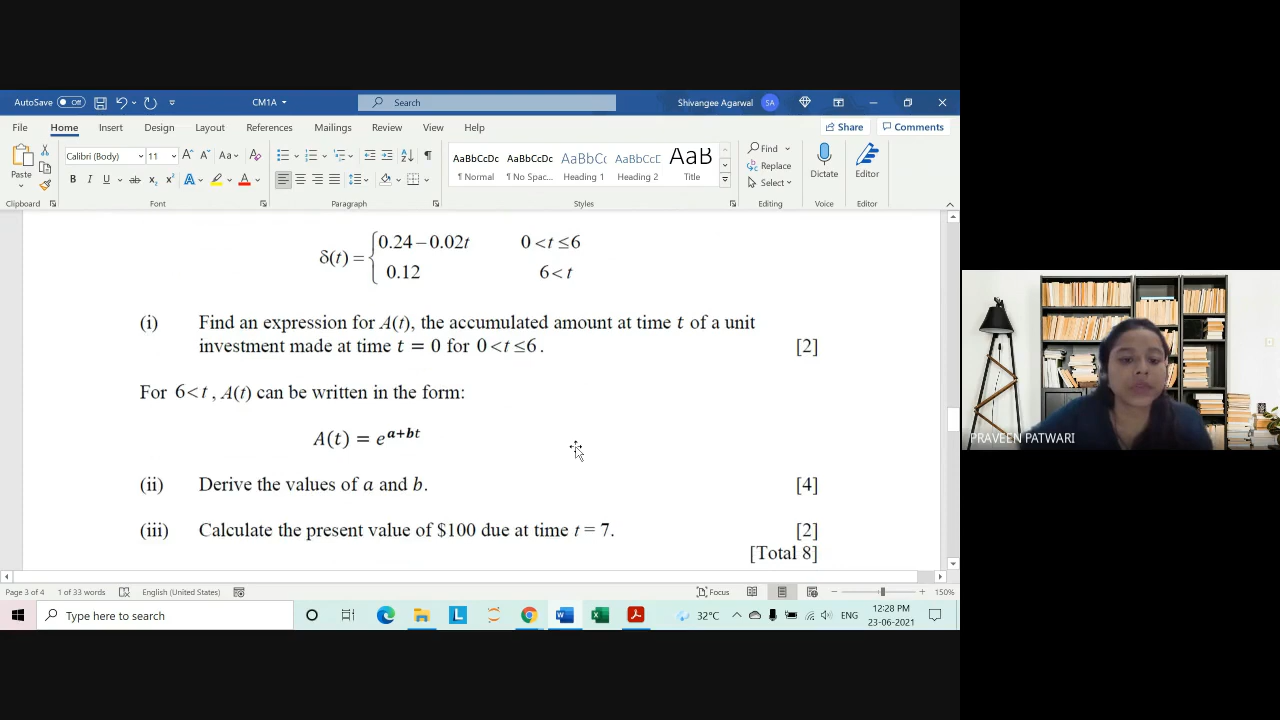 AutoSave Off CM1A Search Shivangee Agarwal SA
File Home Insert Design Layout References Mailings Review View Help Share Comments
Calibri (Body) 11 Aa AaBbCcDc AaBbCcDc AaBbCc AaBbCcDc AaB Find
Paste B I U ab x₂ x² A A ¶ Normal ¶ No Spac... Heading 1 Heading 2 Title Replace Select Dictate Editor
Clipboard Font Paragraph Styles Editing Voice Editor
δ(t) = { 0.24 − 0.02t 0 < t ≤ 6
0.12 6 < t
(i) Find an expression for A(t), the accumulated amount at time t of a unit
investment made at time t = 0 for 0 < t ≤ 6. [2]
For 6 < t, A(t) can be written in the form:
A(t) = e^{a+bt}
(ii) Derive the values of a and b. [4]
(iii) Calculate the present value of $100 due at time t = 7. [2]
[Total 8]
PRAVEEN PATWARI
Page 3 of 4 1 of 33 words English (United States) Focus 150%
Type here to search 32°C ENG 12:28 PM
23-06-2021